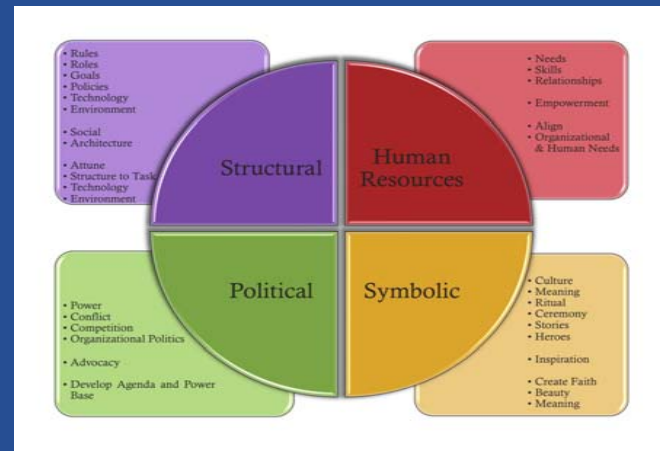 • Rules
• Roles
• Goals
• Policies
• Technology
• Environment
• Social
• Architecture
• Attune
• Structure to Task
• Technology
• Environment
Structural
Human
Resources
• Needs
• Skills
• Relationships
• Empowerment
• Align
• Organizational
& Human Needs
• Power
• Conflict
• Competition
• Organizational Politics
• Advocacy
• Develop Agenda and Power
Base
Political
Symbolic
• Culture
• Meaning
• Ritual
• Ceremony
• Stories
• Heroes
• Inspiration
• Create Faith
• Beauty
• Meaning